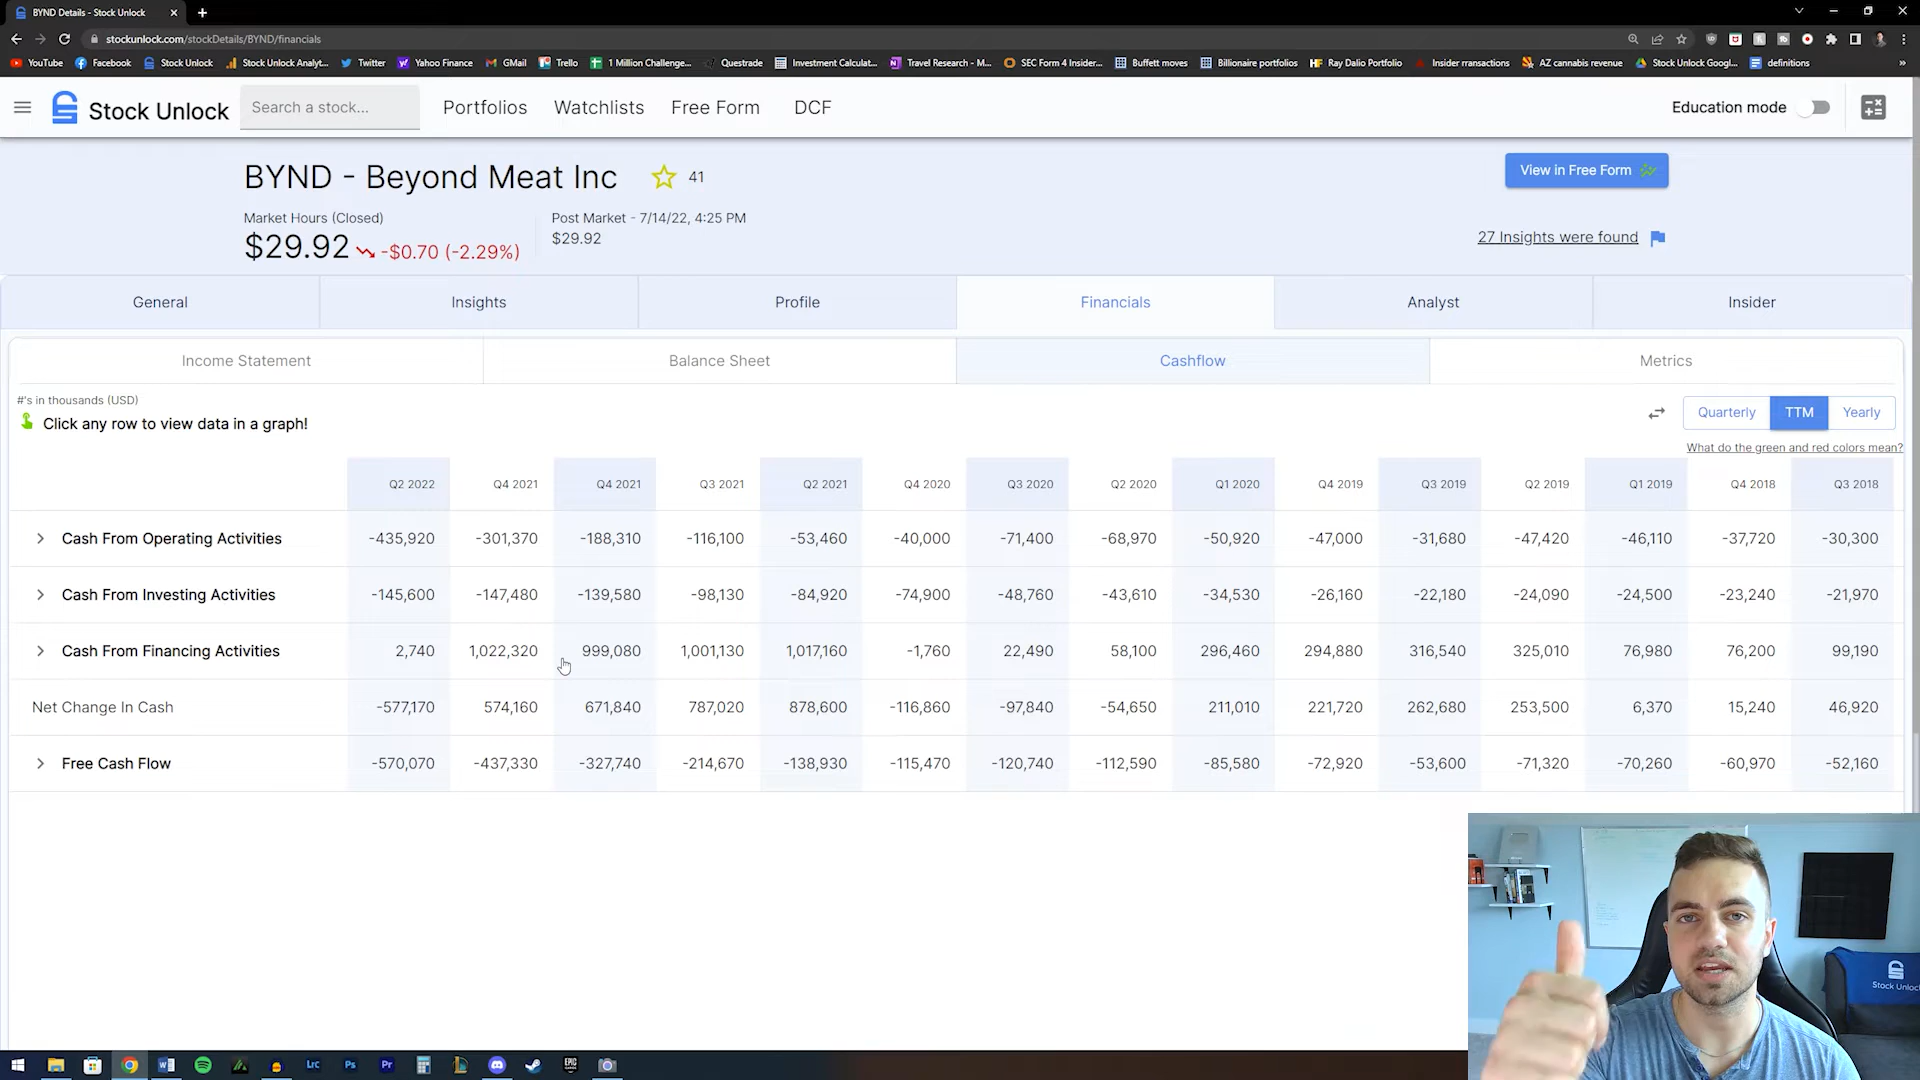 BYND Details - Stock Unlock
stockunlock.com/stockDetails/BYND/financials
YouTube Facebook Stock Unlock Stock Unlock Analyt... Twitter Yahoo Finance GMail Trello 1 Million Challenge... Questrade Investment Calculat... Travel Research - M... SEC Form 4 Insider... Buffett moves Billionaire portfolios Ray Dalio Portfolio Insider rransactions AZ cannabis revenue Stock Unlock Googl... definitions
Stock Unlock Search a stock... Portfolios Watchlists Free Form DCF Education mode
BYND - Beyond Meat Inc 41 View in Free Form
Market Hours (Closed) Post Market - 7/14/22, 4:25 PM
$29.92 -$0.70 (-2.29%) $29.92 27 Insights were found
General Insights Profile Financials Analyst Insider
Income Statement Balance Sheet Cashflow Metrics
#'s in thousands (USD)
Click any row to view data in a graph! Quarterly TTM Yearly
What do the green and red colors mean?
Q2 2022 Q4 2021 Q4 2021 Q3 2021 Q2 2021 Q4 2020 Q3 2020 Q2 2020 Q1 2020 Q4 2019 Q3 2019 Q2 2019 Q1 2019 Q4 2018 Q3 2018
Cash From Operating Activities -435,920 -301,370 -188,310 -116,100 -53,460 -40,000 -71,400 -68,970 -50,920 -47,000 -31,680 -47,420 -46,110 -37,720 -30,300
Cash From Investing Activities -145,600 -147,480 -139,580 -98,130 -84,920 -74,900 -48,760 -43,610 -34,530 -26,160 -22,180 -24,090 -24,500 -23,240 -21,970
Cash From Financing Activities 2,740 1,022,320 999,080 1,001,130 1,017,160 -1,760 22,490 58,100 296,460 294,880 316,540 325,010 76,980 76,200 99,190
Net Change In Cash -577,170 574,160 671,840 787,020 878,600 -116,860 -97,840 -54,650 211,010 221,720 262,680 253,500 6,370 15,240 46,920
Free Cash Flow -570,070 -437,330 -327,740 -214,670 -138,930 -115,470 -120,740 -112,590 -85,580 -72,920 -53,600 -71,320 -70,260 -60,970 -52,160
Stock Unloc
Lrc Ps Pr EPIC